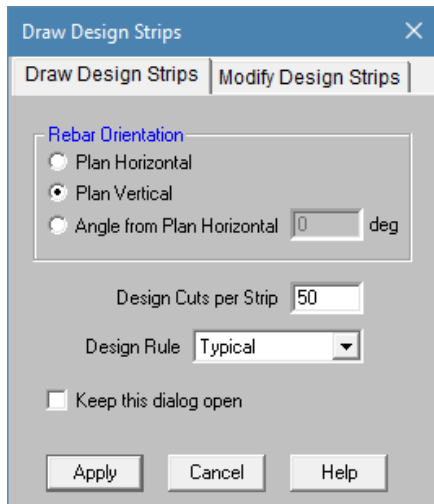 Draw Design Strips
Draw Design Strips Modify Design Strips
Rebar Orientation
Plan Horizontal
Plan Vertical
Angle from Plan Horizontal 0 deg
Design Cuts per Strip 50
Design Rule Typical
Keep this dialog open
Apply Cancel Help